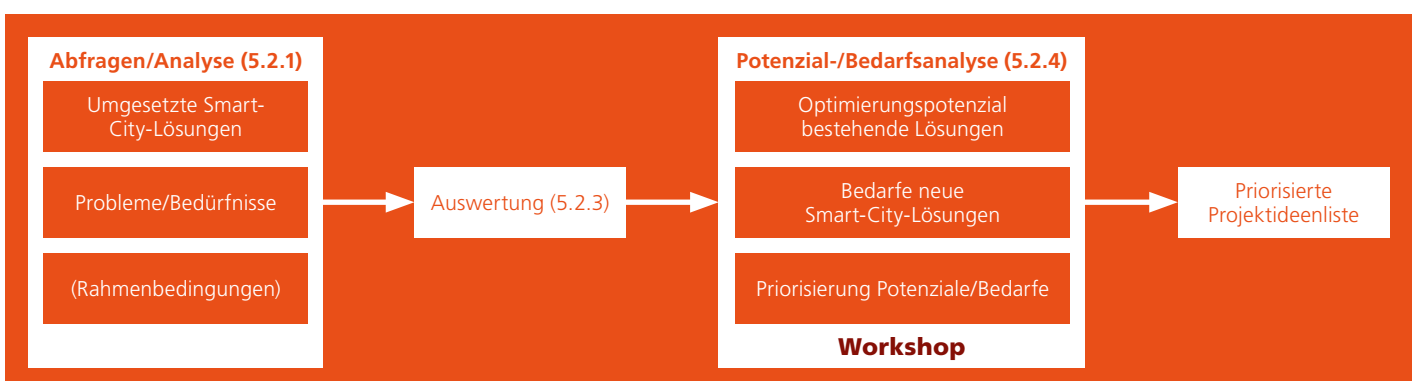 Abfragen/Analyse (5.2.1)
Umgesetzte Smart-
City-Lösungen
Probleme/Bedürfnisse
(Rahmenbedingungen)
Auswertung (5.2.3)
Potenzial-/Bedarfsanalyse (5.2.4)
Optimierungspotenzial
bestehende Lösungen
Bedarfe neue
Smart-City-Lösungen
Priorisierung Potenziale/Bedarfe
Workshop
Priorisierte
Projektideenliste